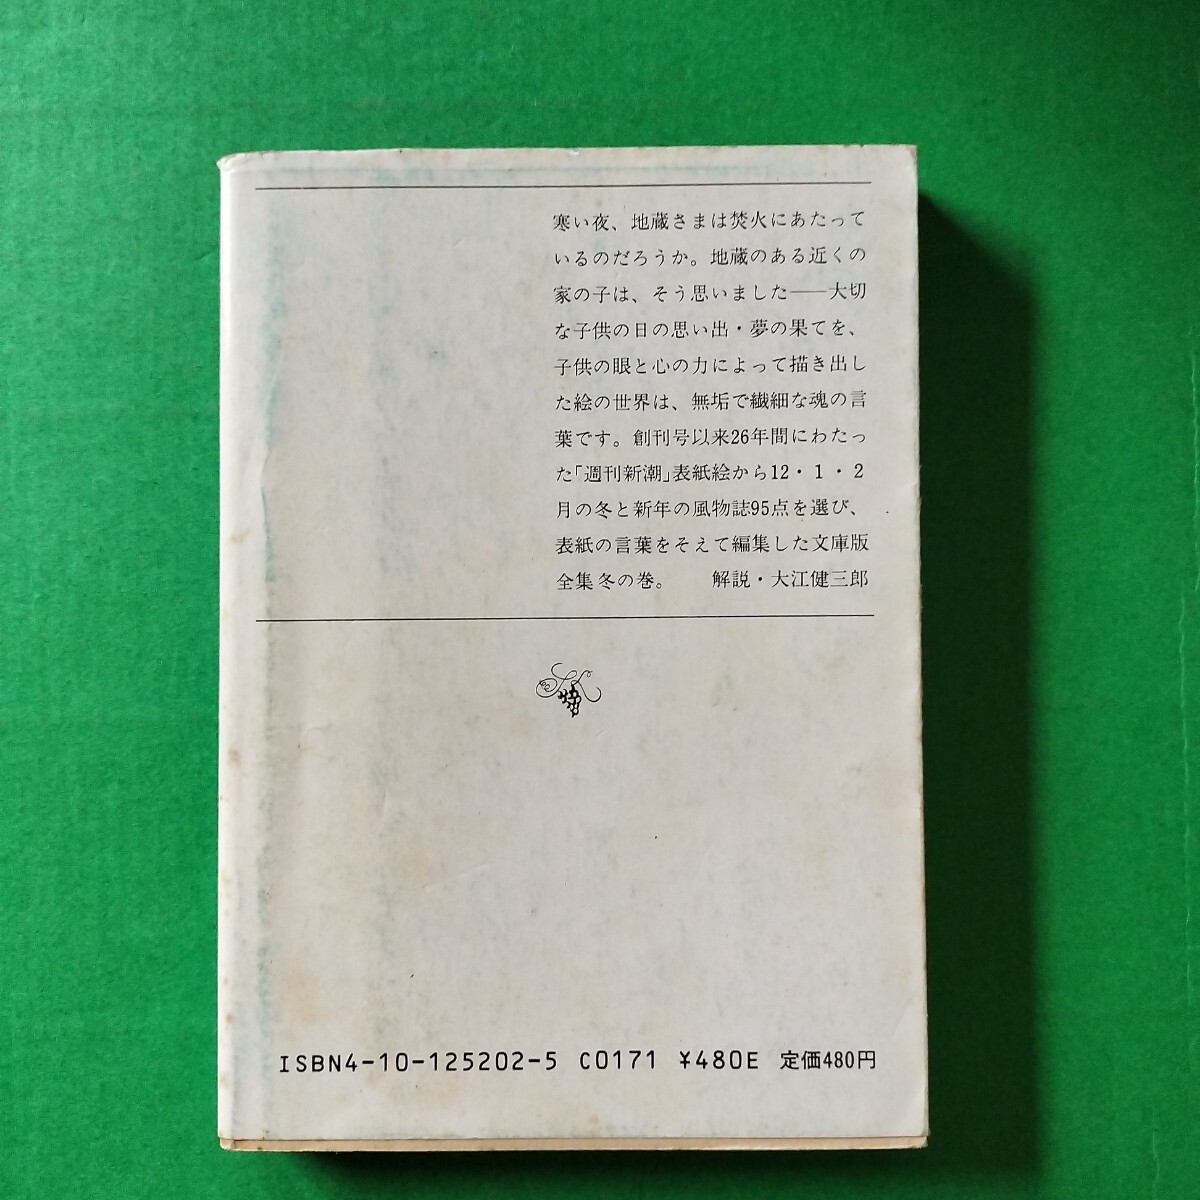 寒い夜、地蔵さまは焚火にあたって
いるのだろうか。地蔵のある近くの
家の子は、そう思いました――大切
な子供の日の思い出・夢の果てを、
子供の眼と心の力によって描き出し
た絵の世界は、無垢で繊細な魂の言
葉です。創刊号以来26年間にわたっ
た「週刊新潮」表紙絵から12・1・2
月の冬と新年の風物誌95点を選び、
表紙の言葉をそえて編集した文庫版
全集 冬の巻。　　解説・大江健三郎
ISBN4-10-125202-5 C0171 ¥480E 定価480円